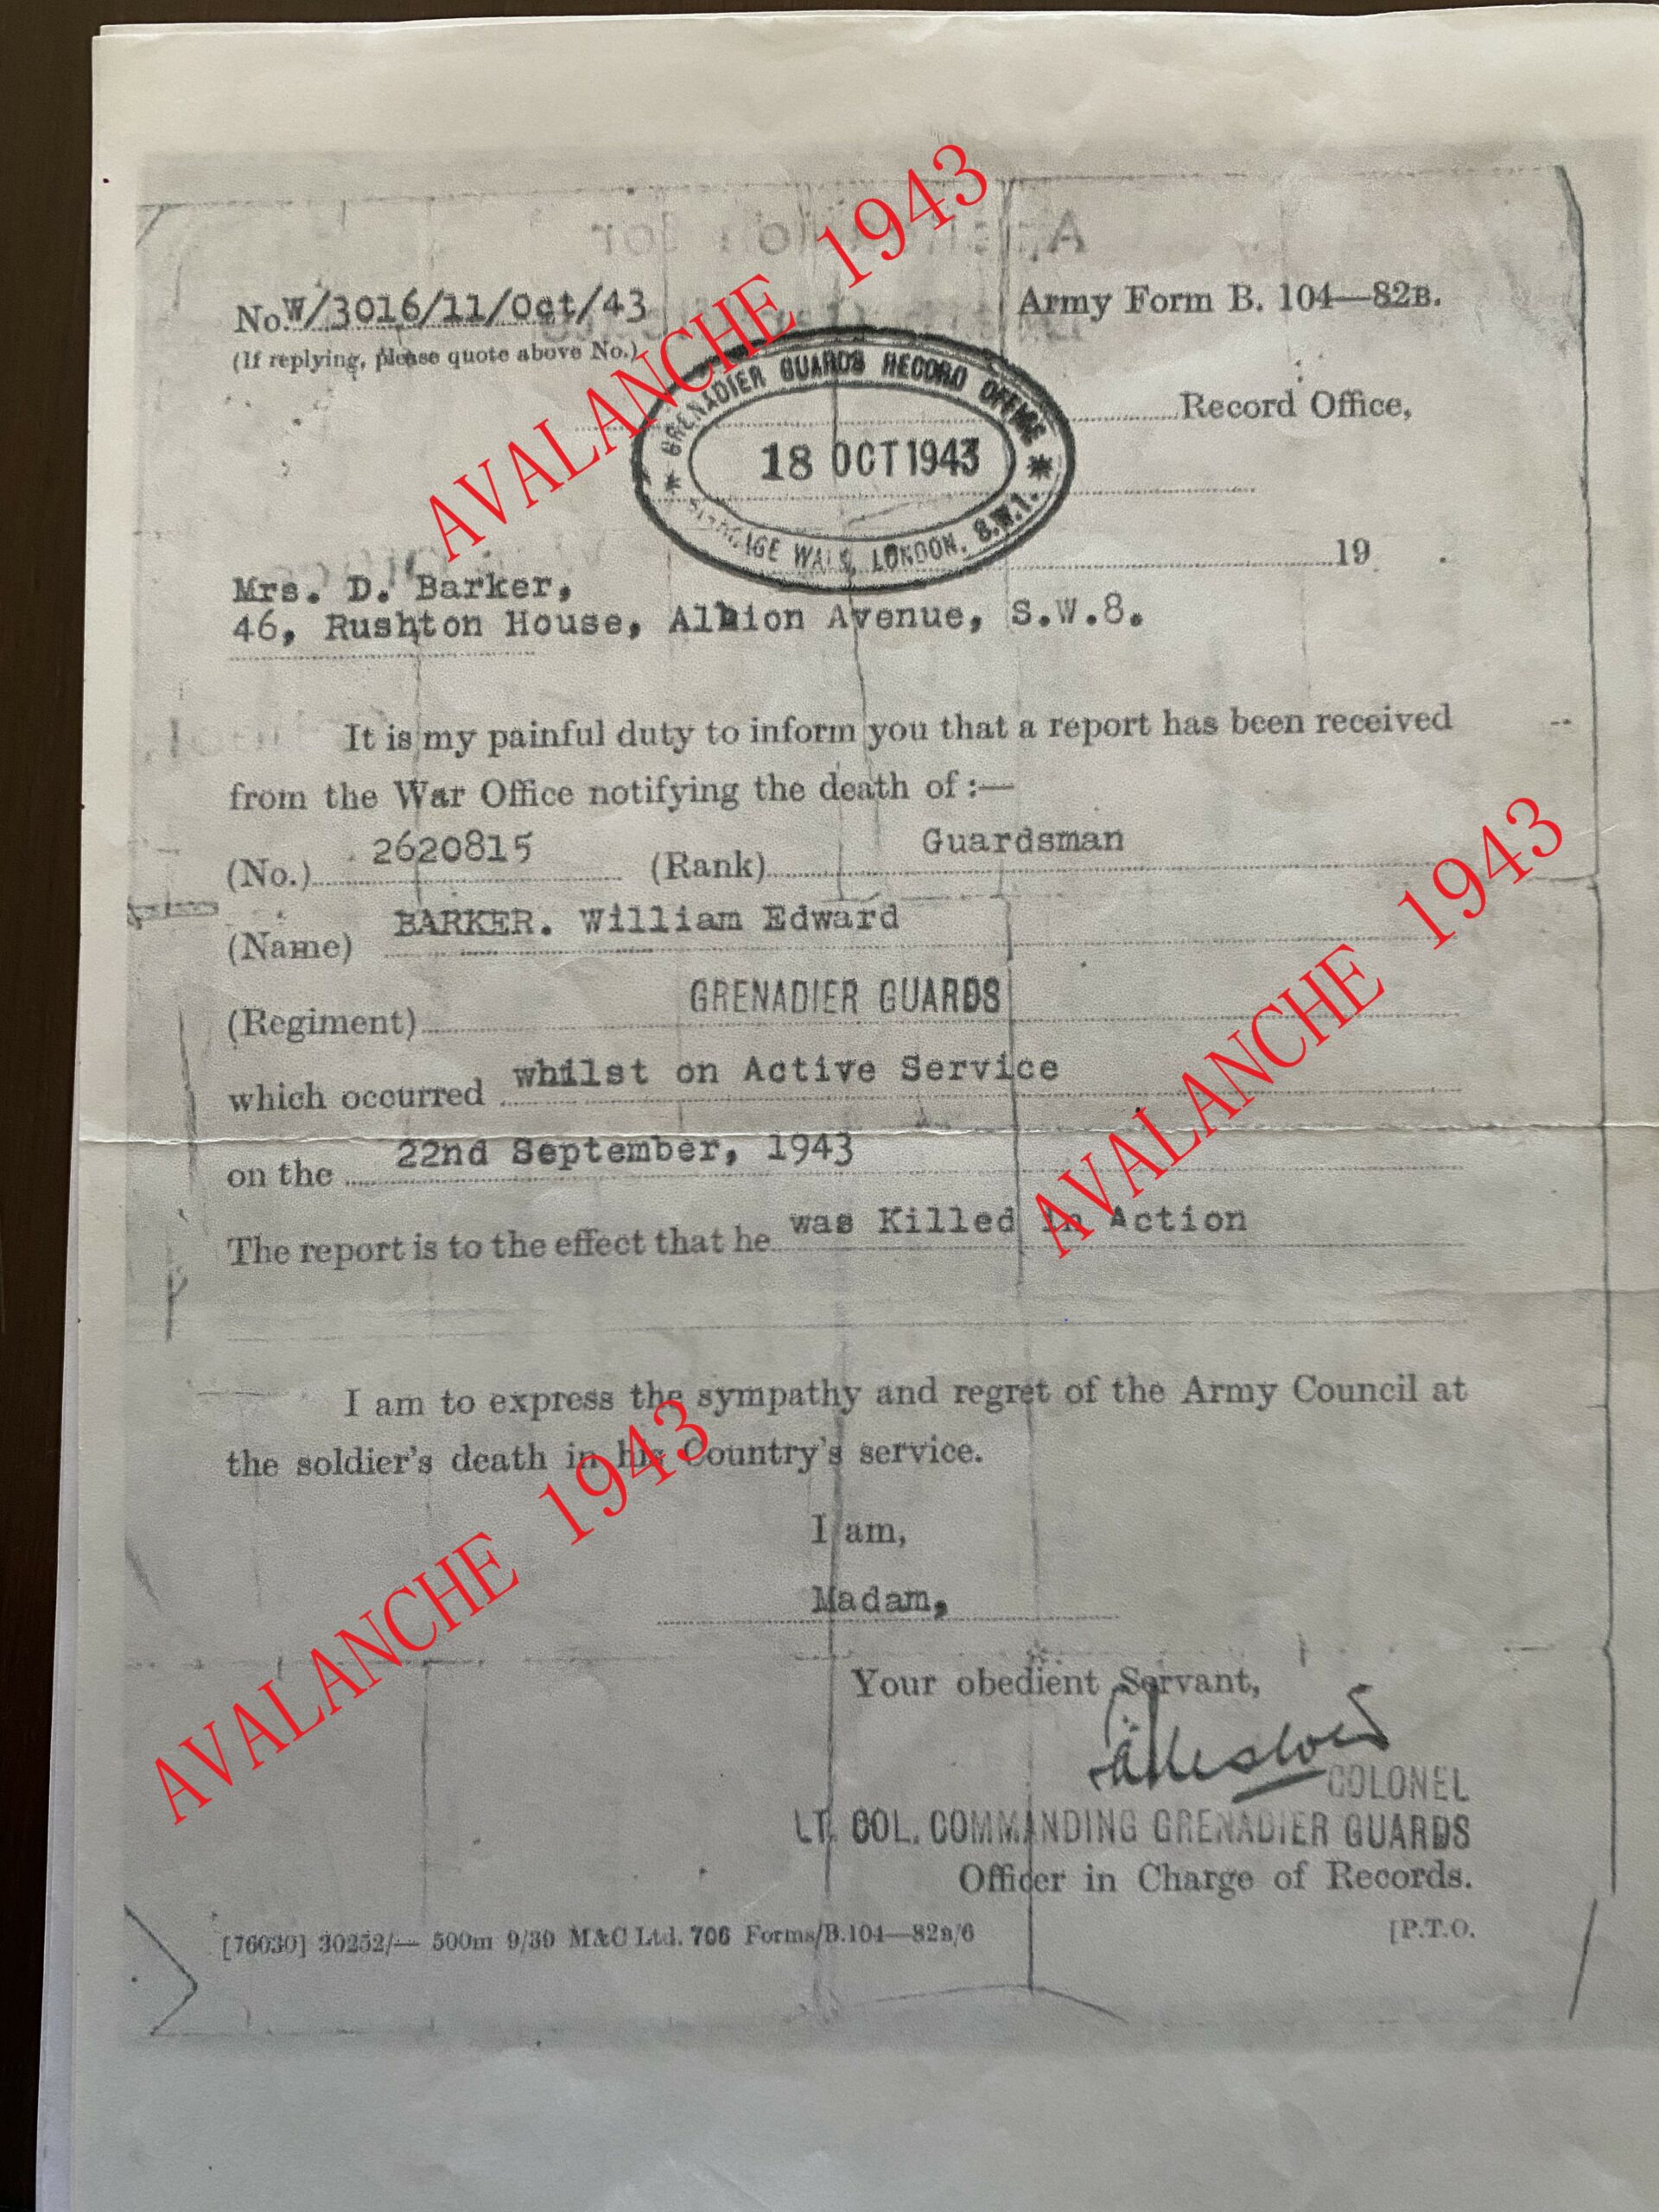 No. W/3016/11/Oct/43
Army Form B. 104—82B.
(If replying, please quote above No.)
GRENADIER GUARDS RECORD OFFICE
18 OCT 1943
WALK, LONDON. S.W.1.
Record Office,
19
Mrs. D. Barker,
46, Rushton House, Albion Avenue, S.W.8.
It is my painful duty to inform you that a report has been received
from the War Office notifying the death of :—
(No.) 2620815 (Rank) Guardsman
(Name) BARKER. William Edward
(Regiment) GRENADIER GUARDS
which occurred whilst on Active Service
on the 22nd September, 1943
The report is to the effect that he was Killed in Action
I am to express the sympathy and regret of the Army Council at
the soldier's death in his Country's service.
I am,
Madam,
Your obedient Servant,
COLONEL
LT. COL. COMMANDING GRENADIER GUARDS
Officer in Charge of Records.
[76030] 30252/— 500m 9/39 M&C Ltd. 706 Forms/B.104—82B/6
[P.T.O.
AVALANCHE 1943
AVALANCHE 1943
AVALANCHE 1943